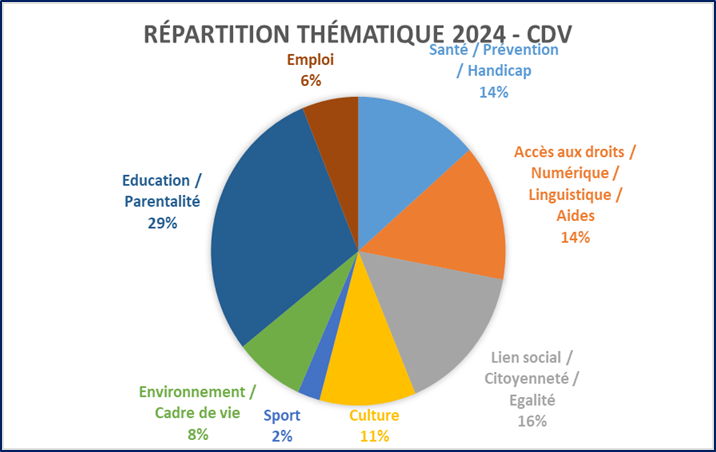 RÉPARTITION THÉMATIQUE 2024 - CDV
Santé / Prévention
/ Handicap
14%
Accès aux droits /
Numérique /
Linguistique /
Aides
14%
Lien social /
Citoyenneté /
Egalité
16%
Culture
11%
Sport
2%
Environnement /
Cadre de vie
8%
Education /
Parentalité
29%
Emploi
6%